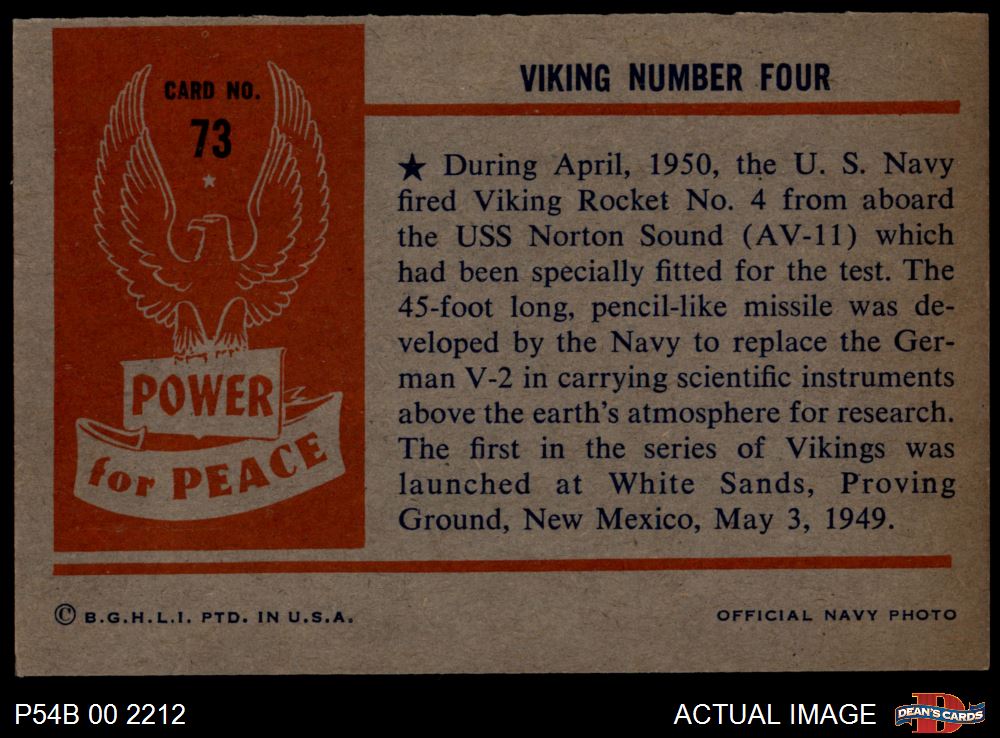 CARD NO.
73
POWER
for PEACE
VIKING NUMBER FOUR
★ During April, 1950, the U. S. Navy
fired Viking Rocket No. 4 from aboard
the USS Norton Sound (AV-11) which
had been specially fitted for the test. The
45-foot long, pencil-like missile was de-
veloped by the Navy to replace the Ger-
man V-2 in carrying scientific instruments
above the earth's atmosphere for research.
The first in the series of Vikings was
launched at White Sands, Proving
Ground, New Mexico, May 3, 1949.
© B.G.H.L.I. PTD. IN U.S.A.
OFFICIAL NAVY PHOTO
P54B 00 2212
ACTUAL IMAGE
DEAN'S CARDS